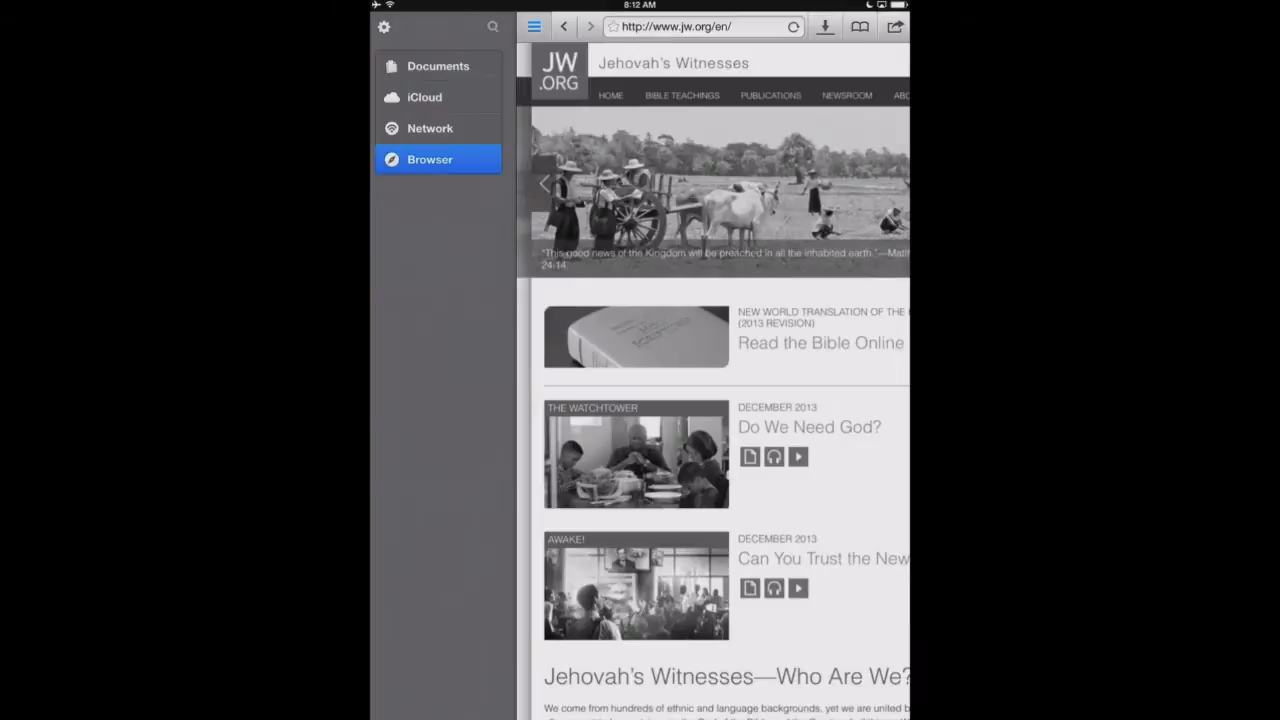 8:12 AM
Documents
iCloud
Network
Browser
http://www.jw.org/en/
JW
.ORG
Jehovah's Witnesses
HOME BIBLE TEACHINGS PUBLICATIONS NEWSROOM ABO
"This good news of the Kingdom will be preached in all the inhabited earth."—Matt
24:14.
NEW WORLD TRANSLATION OF THE
(2013 REVISION)
Read the Bible Online
THE WATCHTOWER
DECEMBER 2013
Do We Need God?
AWAKE!
DECEMBER 2013
Can You Trust the New
Jehovah's Witnesses—Who Are We?
We come from hundreds of ethnic and language backgrounds, yet we are united b